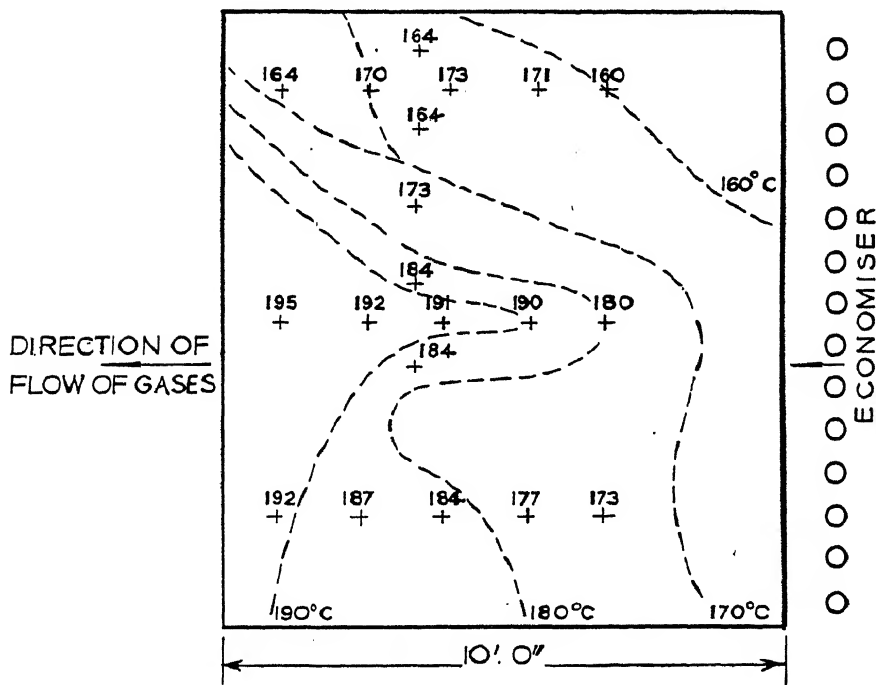 164
164 170 173 171 160
164
160°C
173
184
195 192 191 190 180
184
DIRECTION OF
FLOW OF GASES
ECONOMISER
192 187 184 177 173
190°C 180°C 170°C
10'. 0"